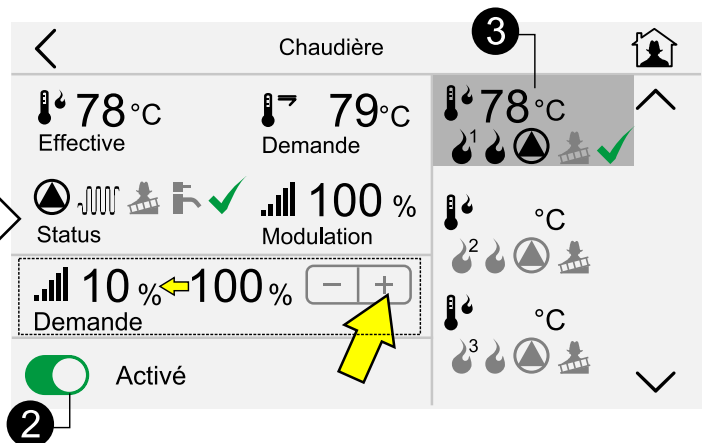 Chaudière
3
78°C
Effective
79°C
Demande
Status
100 %
Modulation
10 % 100 %
Demande
− +
Activé
2
78°C
1
°C
2
°C
3